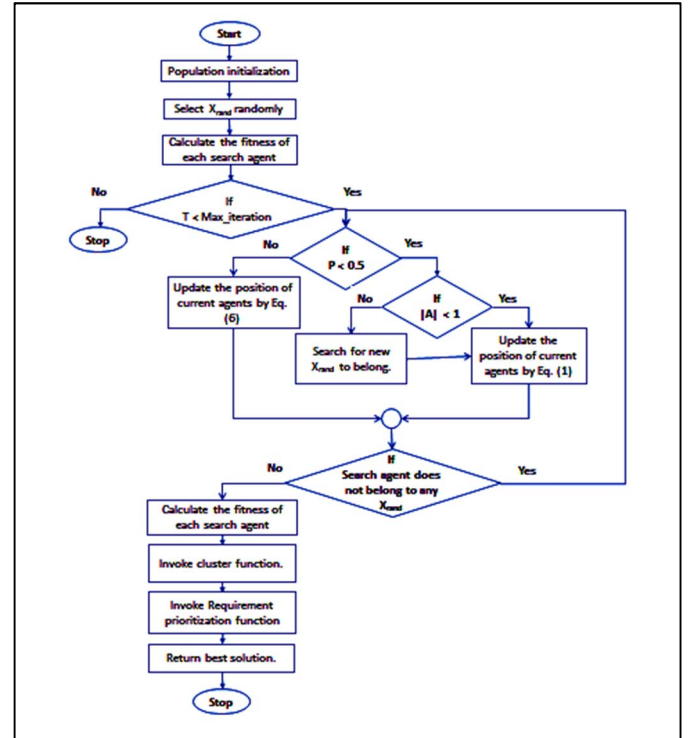 Start
Population initialization
Select Xrand randomly
Calculate the fitness of
each search agent
No
If
T < Max_iteration
Yes
Stop
No
If
P < 0.5
Yes
Update the position of
current agents by Eq.
(6)
No
If
|A| < 1
Yes
Search for new
Xrand to belong.
Update the
position of current
agents by Eq. (1)
No
If
Search agent does
not belong to any
Xrand
Yes
Calculate the fitness of
each search agent
Invoke cluster function.
Invoke Requirement
prioritization function
Return best solution.
Stop